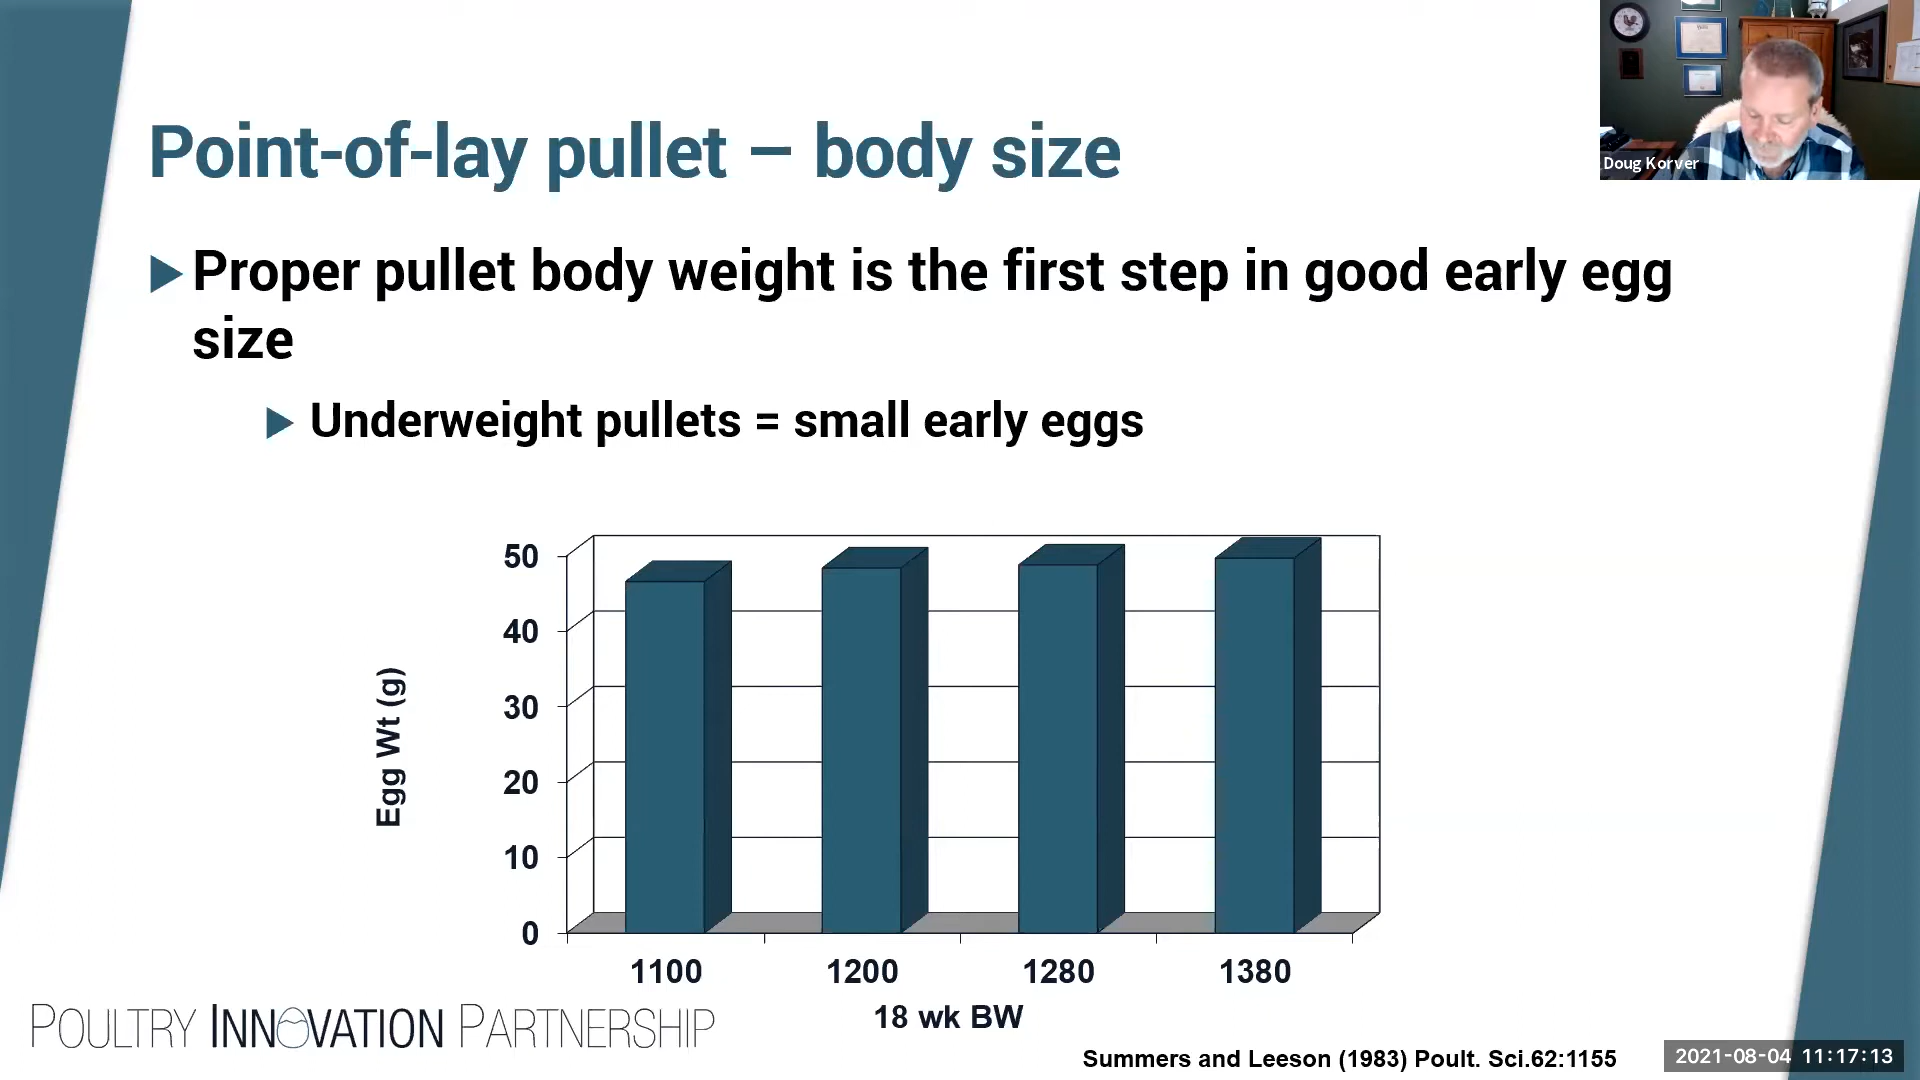 Doug Korver
Point-of-lay pullet – body size
Proper pullet body weight is the first step in good early egg
size
Underweight pullets = small early eggs
Egg Wt (g)
50
40
30
20
10
0
1100 1200 1280 1380
18 wk BW
POULTRY INNOVATION PARTNERSHIP
Summers and Leeson (1983) Poult. Sci.62:1155
2021-08-04 11:17:13